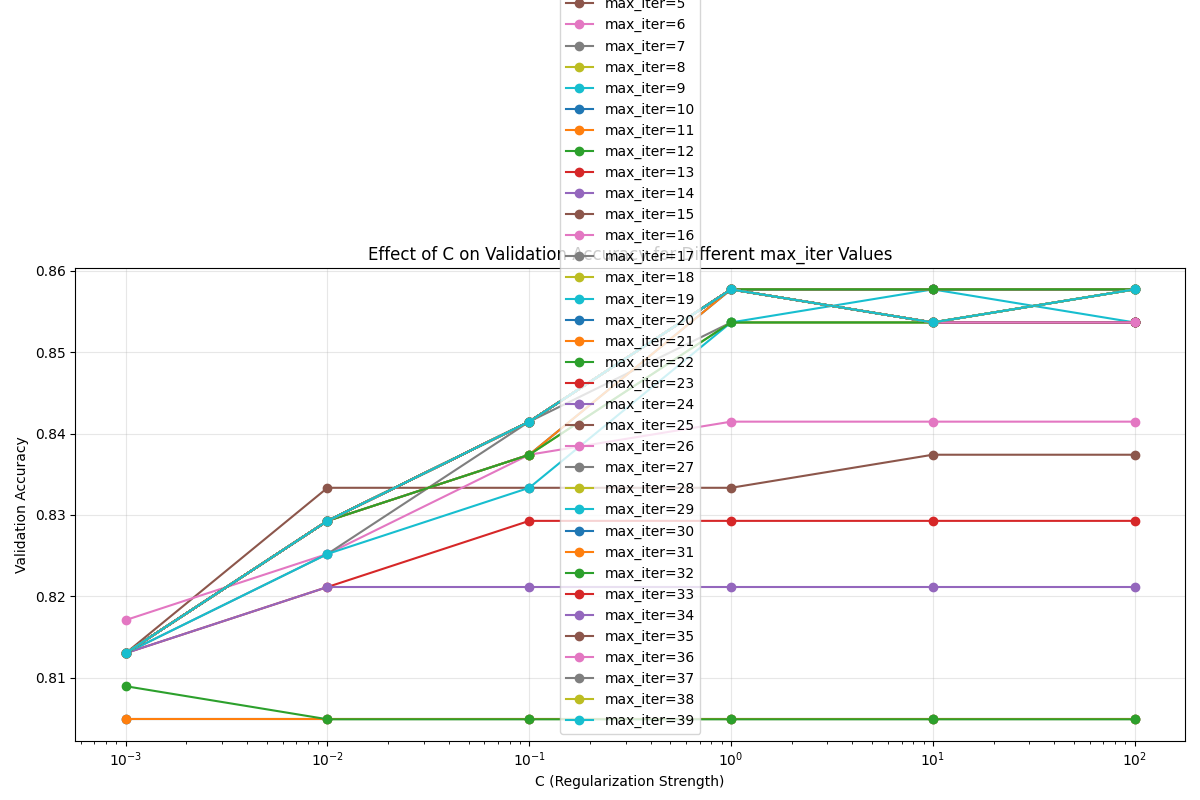 max_iter=5
max_iter=6
max_iter=7
max_iter=8
max_iter=9
max_iter=10
max_iter=11
max_iter=12
max_iter=13
max_iter=14
max_iter=15
max_iter=16
Effect of C on Validation Accuracy for Different max_iter Values
max_iter=17
max_iter=18
max_iter=19
max_iter=20
max_iter=21
max_iter=22
max_iter=23
max_iter=24
max_iter=25
max_iter=26
max_iter=27
max_iter=28
max_iter=29
max_iter=30
max_iter=31
max_iter=32
max_iter=33
max_iter=34
max_iter=35
max_iter=36
max_iter=37
max_iter=38
max_iter=39
Validation Accuracy
0.86
0.85
0.84
0.83
0.82
0.81
10⁻³ 10⁻² 10⁻¹ 10⁰ 10¹ 10²
C (Regularization Strength)